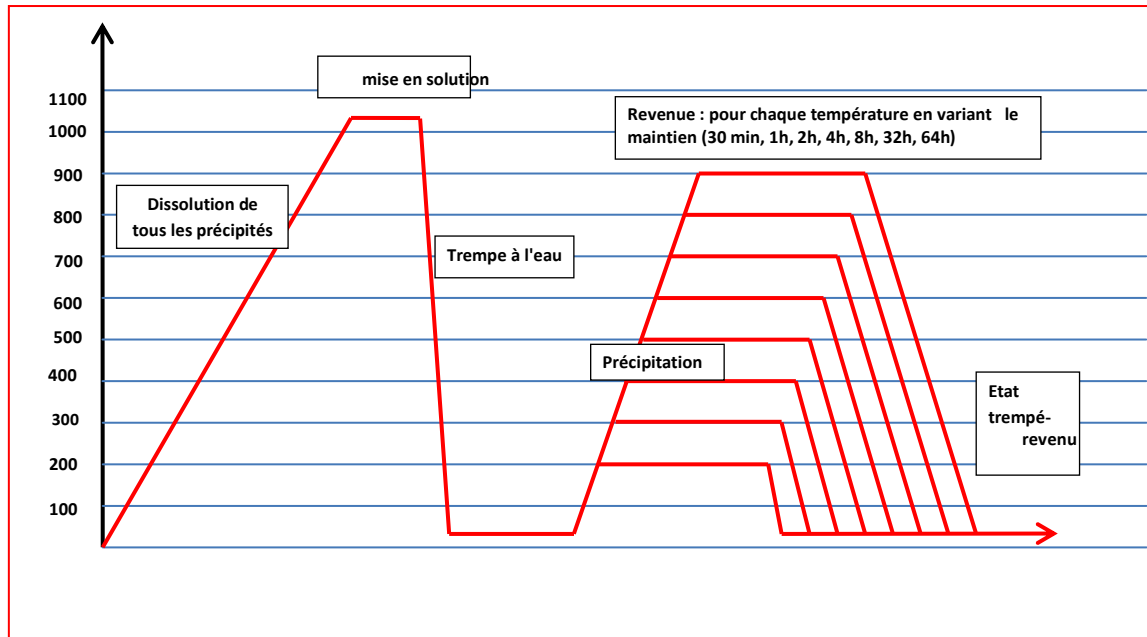 mise en solution
1100
1000
900
800
700
600
500
400
300
200
100
Dissolution de
tous les précipités
Trempe à l'eau
Revenue : pour chaque température en variant le
maintien (30 min, 1h, 2h, 4h, 8h, 32h, 64h)
Précipitation
Etat
trempé-
revenu